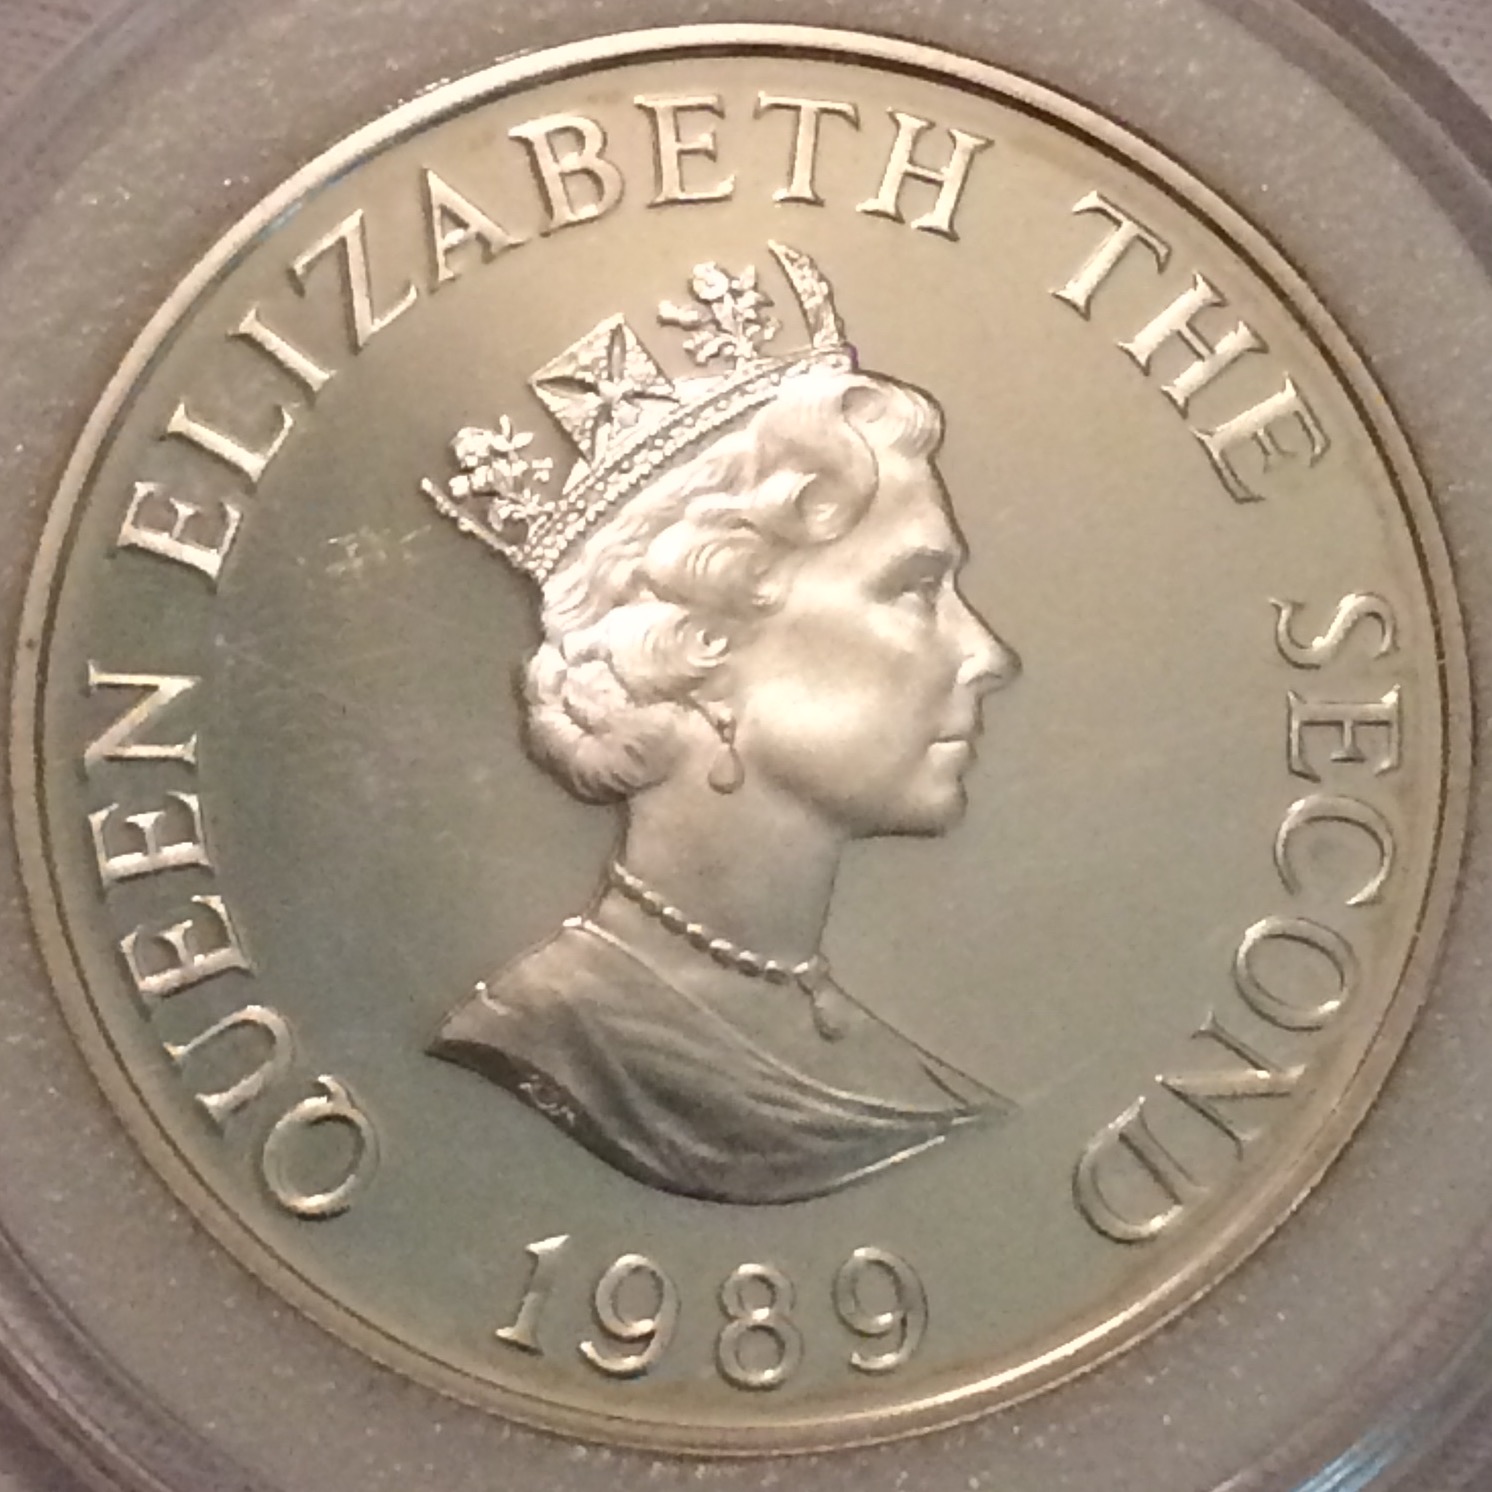 QUEEN ELIZABETH THE SECOND
1989